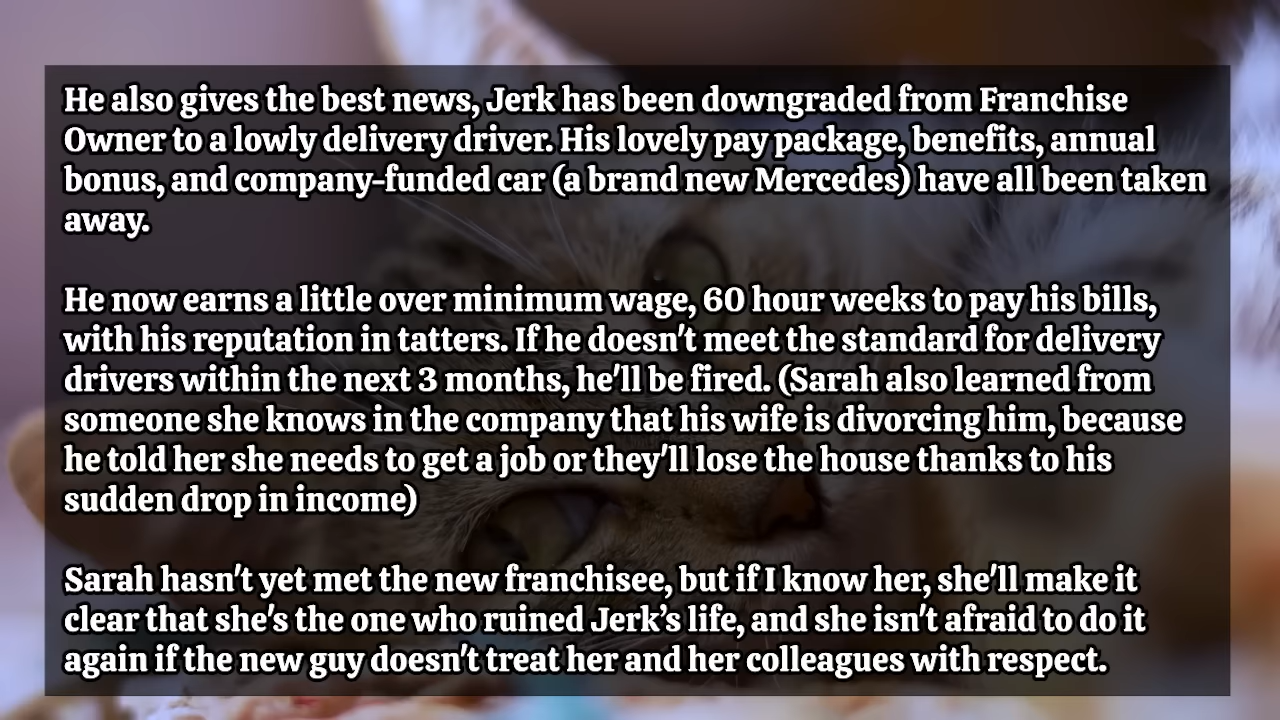 He also gives the best news, Jerk has been downgraded from Franchise
Owner to a lowly delivery driver. His lovely pay package, benefits, annual
bonus, and company-funded car (a brand new Mercedes) have all been taken
away.
He now earns a little over minimum wage, 60 hour weeks to pay his bills,
with his reputation in tatters. If he doesn't meet the standard for delivery
drivers within the next 3 months, he'll be fired. (Sarah also learned from
someone she knows in the company that his wife is divorcing him, because
he told her she needs to get a job or they'll lose the house thanks to his
sudden drop in income)
Sarah hasn't yet met the new franchisee, but if I know her, she'll make it
clear that she's the one who ruined Jerk’s life, and she isn't afraid to do it
again if the new guy doesn't treat her and her colleagues with respect.